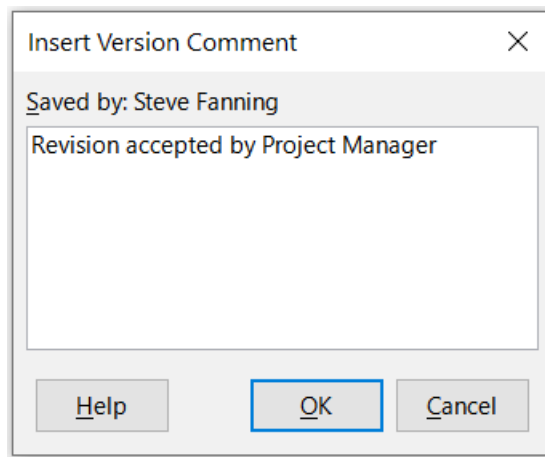 Insert Version Comment
Saved by: Steve Fanning
Revision accepted by Project Manager
Help OK Cancel